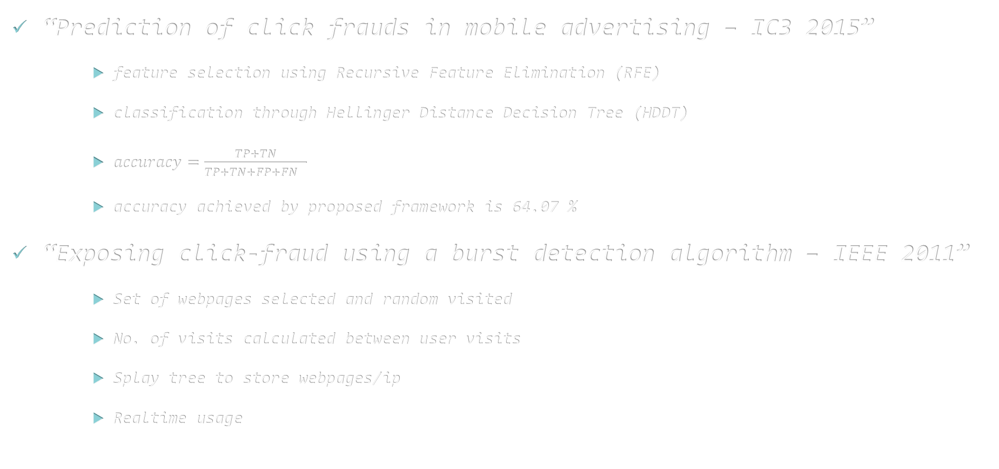 ✓ “Prediction of click frauds in mobile advertising – IC3 2015”
▶ feature selection using Recursive Feature Elimination (RFE)
▶ classification through Hellinger Distance Decision Tree (HDDT)
▶ accuracy = TP+TN / TP+TN+FP+FN
▶ accuracy achieved by proposed framework is 64.07 %
✓ “Exposing click-fraud using a burst detection algorithm – IEEE 2011”
▶ Set of webpages selected and random visited
▶ No. of visits calculated between user visits
▶ Splay tree to store webpages/ip
▶ Realtime usage